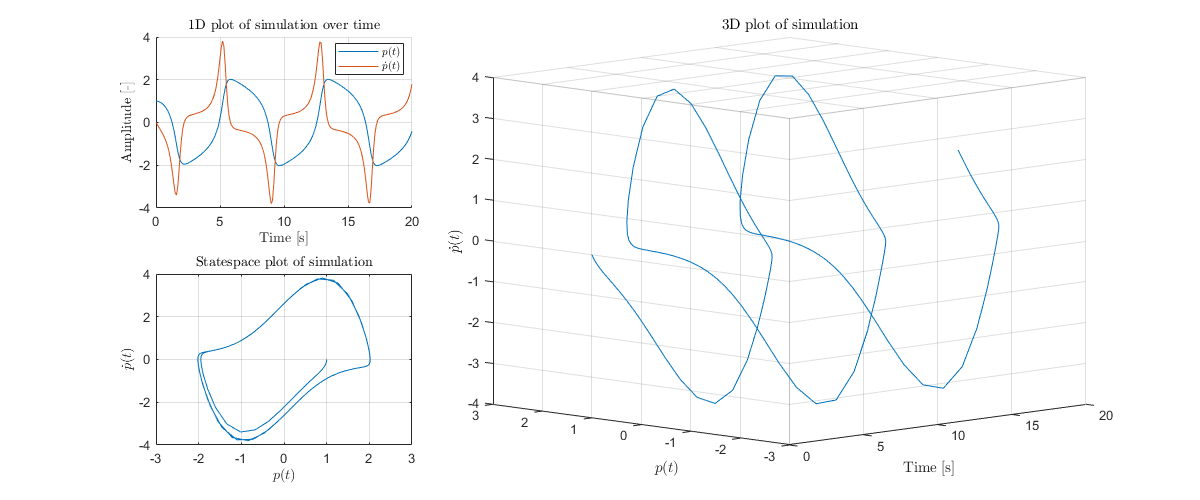 1D plot of simulation over time
4
2
0
-2
-4
Amplitude [-]
p(t)
ṗ(t)
0 5 10 15 20
Time [s]
Statespace plot of simulation
4
2
0
-2
-4
ṗ(t)
-3 -2 -1 0 1 2 3
p(t)
3D plot of simulation
4
3
2
1
0
-1
-2
-3
-4
ṗ(t)
3 2 1 0 -1 -2 -3
p(t)
0 5 10 15 20
Time [s]